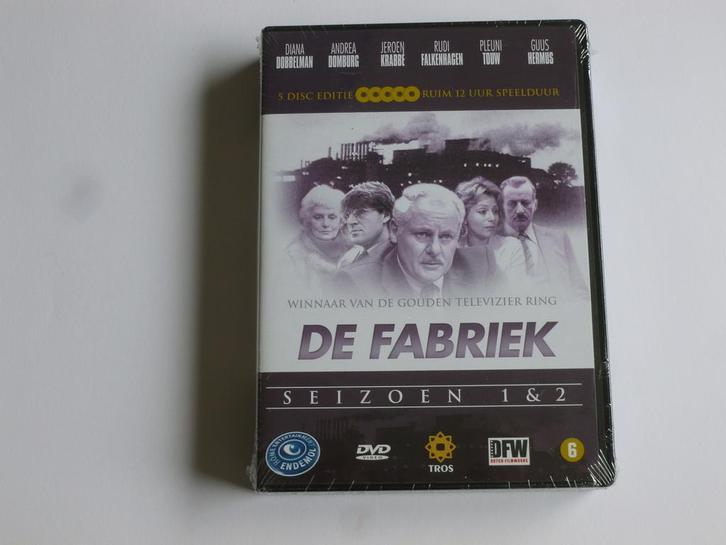 DIANA DOBBELMAN
ANDREA DOMBURG
JEROEN KRABBE
RUDI FALKENHAGEN
PLEUNI TOUW
GUUS HERMUS
5 DISC EDITIE RUIM 12 UUR SPEELDUUR
WINNAAR VAN DE GOUDEN TELEVIZIER RING
DE FABRIEK
SEIZOEN 1 & 2
HOME ENTERTAINMENT ENDEMOL
DVD
VIDEO
TROS
DFW
DUTCH FILMWORKS
6